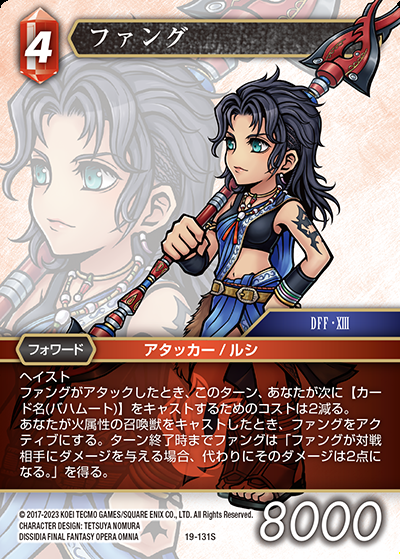 4
ファング
DFF・XIII
フォワード
アタッカー / ルシ
ヘイスト
ファングがアタックしたとき、このターン、あなたが次に【カー
ド名(バハムート)】をキャストするためのコストは2減る。
あなたが火属性の召喚獣をキャストしたとき、ファングをアク
ティブにする。ターン終了時までファングは「ファングが対戦
相手にダメージを与える場合、代わりにそのダメージは2点に
なる。」を得る。
© 2017-2023 KOEI TECMO GAMES/SQUARE ENIX CO., LTD. All Rights Reserved.
CHARACTER DESIGN: TETSUYA NOMURA
DISSIDIA FINAL FANTASY OPERA OMNIA
19-131S
8000